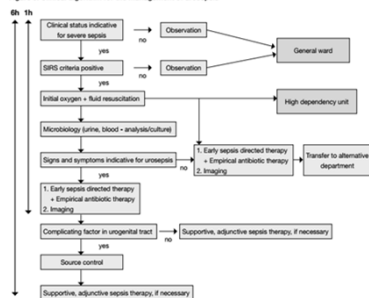 6h 1h
Clinical status indicative
for severe sepsis
no
Observation
General ward
yes
SIRS criteria positive
no
Observation
yes
Initial oxygen + fluid resuscitation
High dependency unit
Microbiology (urine, blood - analysis/culture)
Signs and symptoms indicative for urosepsis
no
1. Early sepsis directed therapy
+ Empirical antibiotic therapy
2. Imaging
Transfer to alternative
department
yes
1. Early sepsis directed therapy
+ Empirical antibiotic therapy
2. Imaging
Complicating factor in urogenital tract
no
Supportive, adjunctive sepsis therapy, if necessary
yes
Source control
Supportive, adjunctive sepsis therapy, if necessary